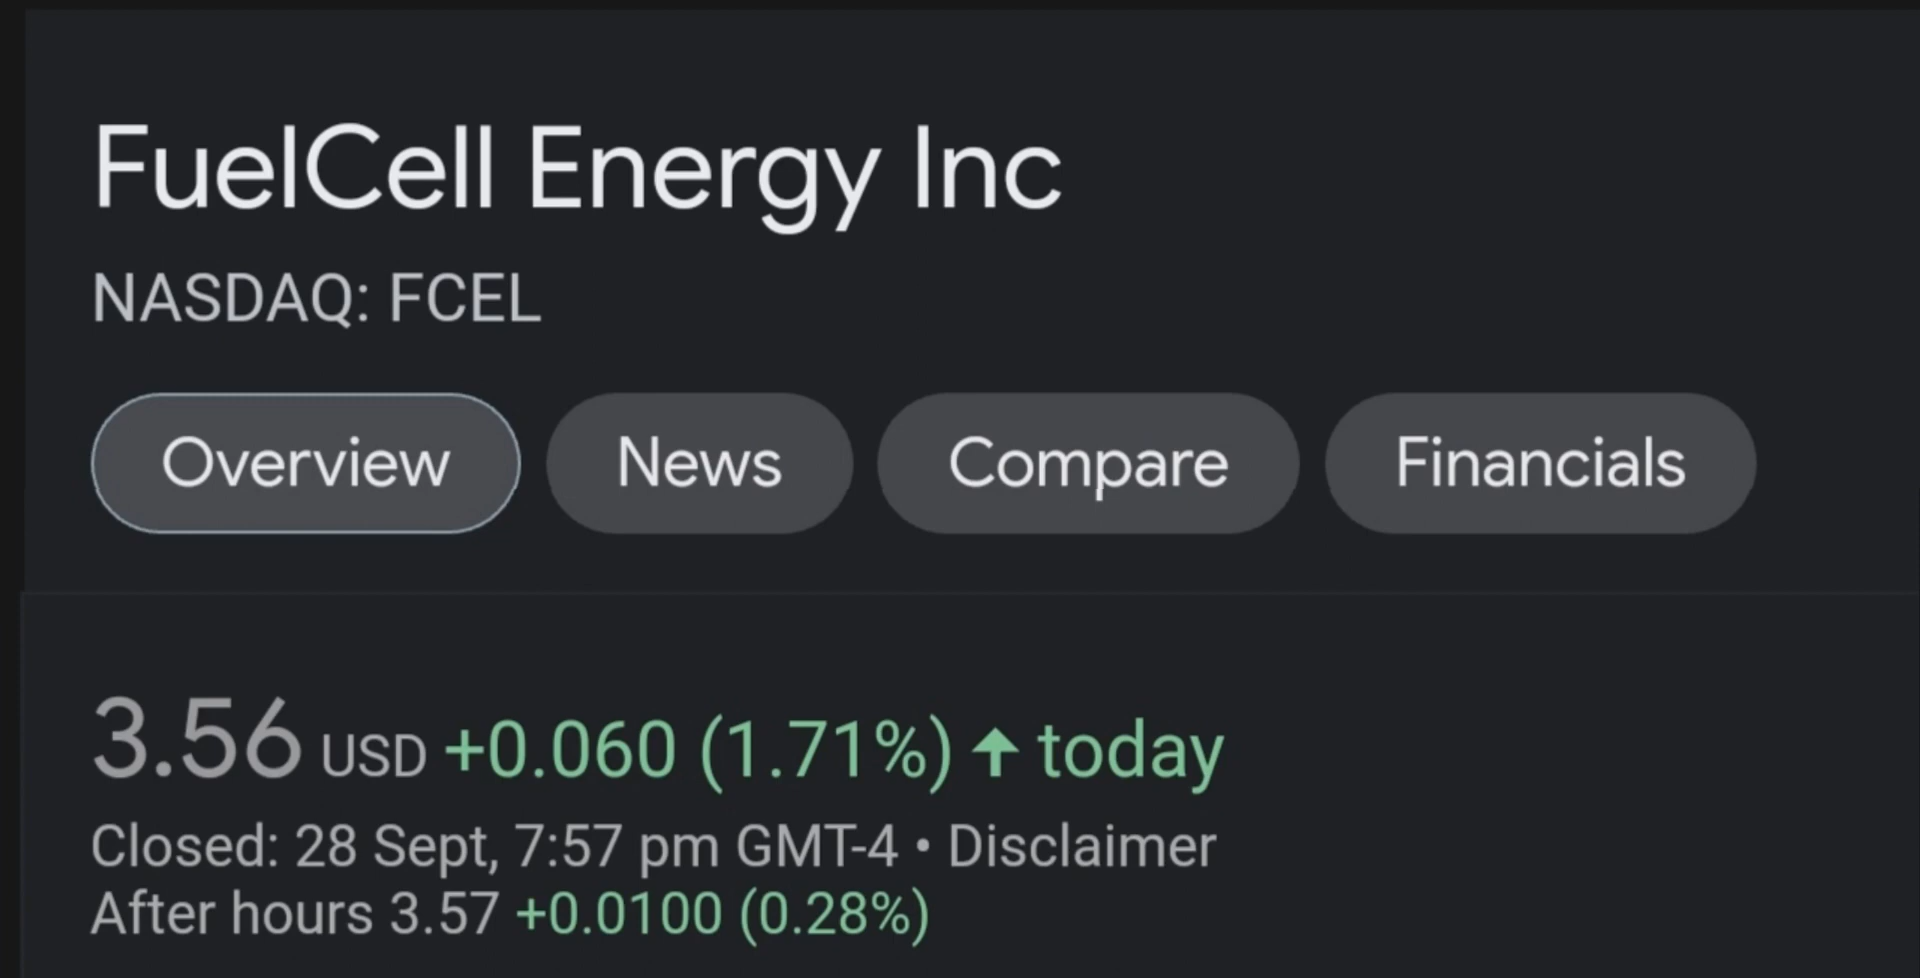 FuelCell Energy Inc
NASDAQ: FCEL
Overview News Compare Financials
3.56 USD +0.060 (1.71%) ↑ today
Closed: 28 Sept, 7:57 pm GMT-4 • Disclaimer
After hours 3.57 +0.0100 (0.28%)